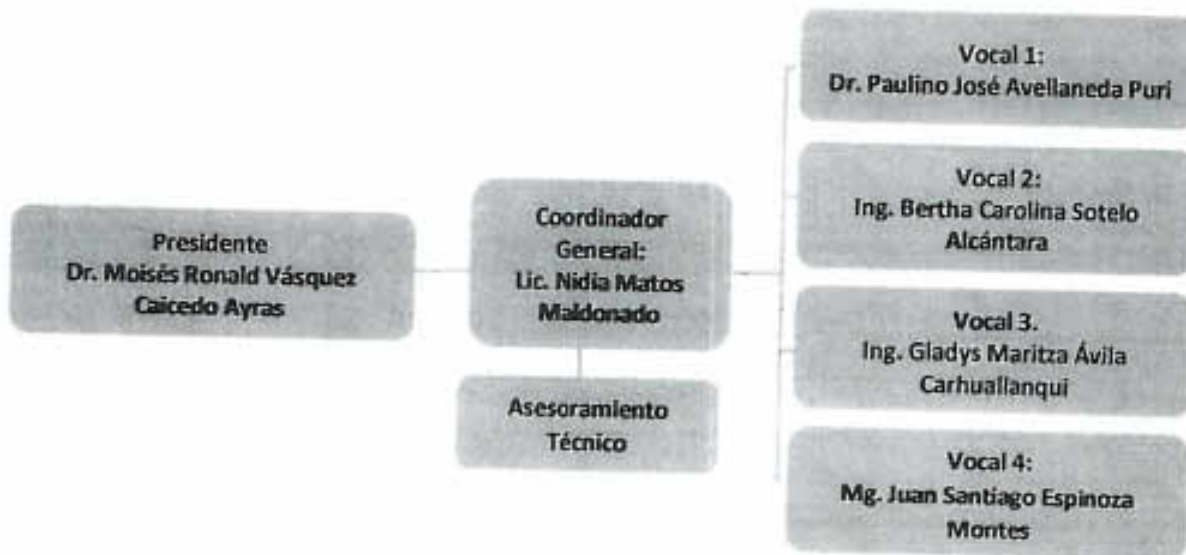 Presidente
Dr. Moisés Ronald Vásquez
Caicedo Ayras
Coordinador
General:
Lic. Nidia Matos
Maldonado
Asesoramiento
Técnico
Vocal 1:
Dr. Paulino José Avellaneda Puri
Vocal 2:
Ing. Bertha Carolina Sotelo
Alcántara
Vocal 3.
Ing. Gladys Maritza Ávila
Carhuallanqui
Vocal 4:
Mg. Juan Santiago Espinoza
Montes